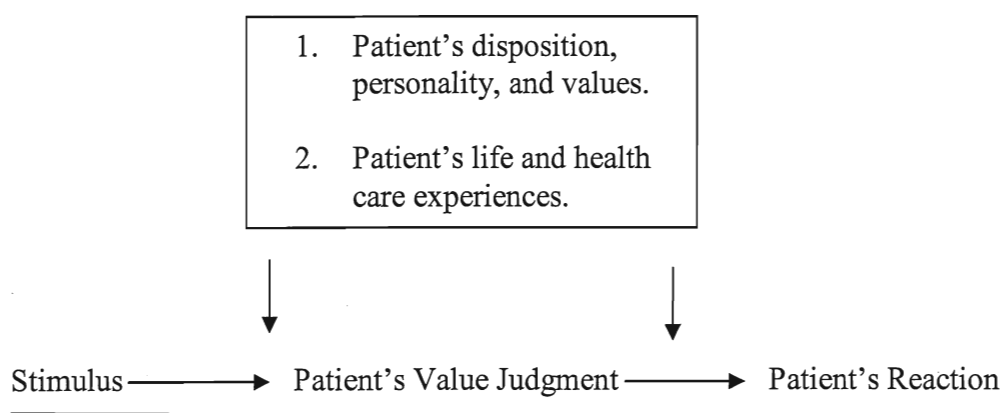 1. Patient’s disposition,
personality, and values.
2. Patient’s life and health
care experiences.
Stimulus Patient’s Value Judgment Patient’s Reaction